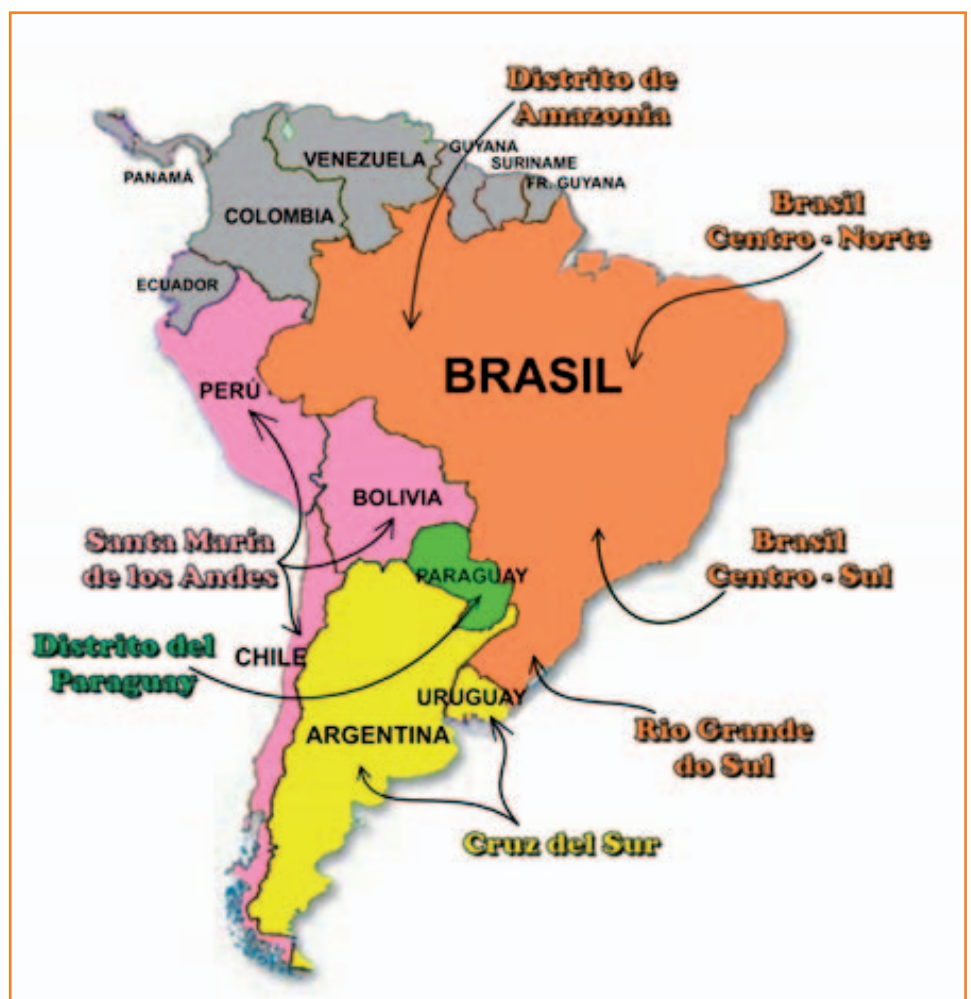 Distrito de
Amazonia
PANAMÁ
VENEZUELA
GUYANA
SURINAME
FR. GUYANA
COLOMBIA
ECUADOR
Brasil
Centro - Norte
BRASIL
PERÚ
BOLIVIA
Santa María
de los Andes
PARAGUAY
Brasil
Centro - Sul
Distrito del
Paraguay
CHILE
URUGUAY
ARGENTINA
Rio Grande
do Sul
Cruz del Sur